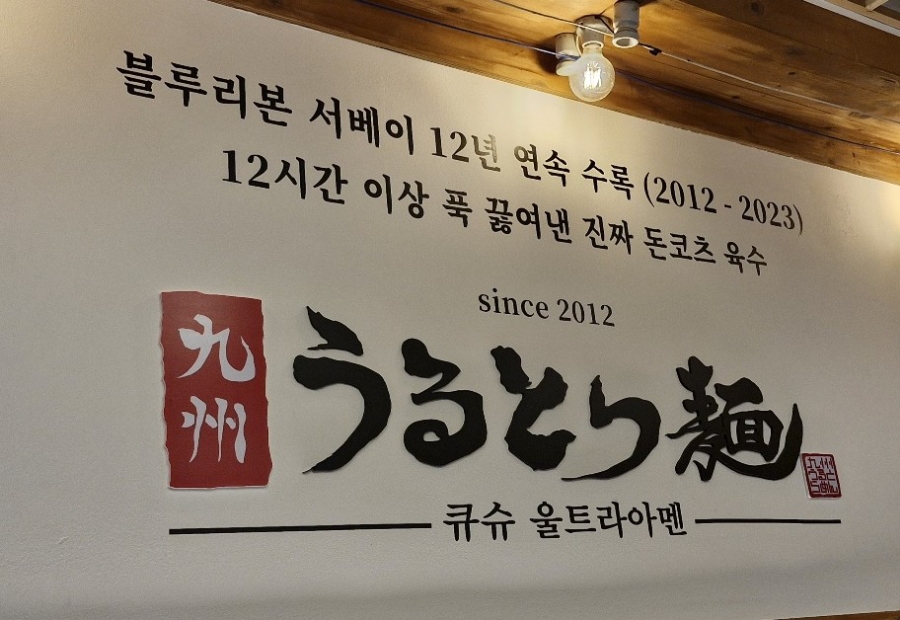 블루리본 서베이 12년 연속 수록 (2012 - 2023)
12시간 이상 푹 끓여낸 진짜 돈코츠 육수
since 2012
九州
うるとら麺
큐슈 울트라아멘